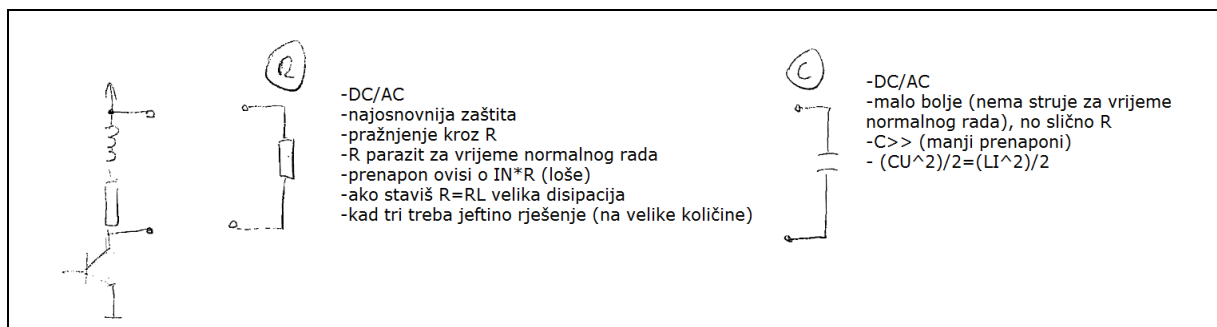 R
-DC/AC
-najosnovnija zaštita
-pražnjenje kroz R
-R parazit za vrijeme normalnog rada
-prenapon ovisi o IN*R (loše)
-ako staviš R=RL velika disipacija
-kad tri treba jeftino rješenje (na velike količine)
C
-DC/AC
-malo bolje (nema struje za vrijeme
normalnog rada), no slično R
-C>> (manji prenaponi)
- (CU^2)/2=(LI^2)/2